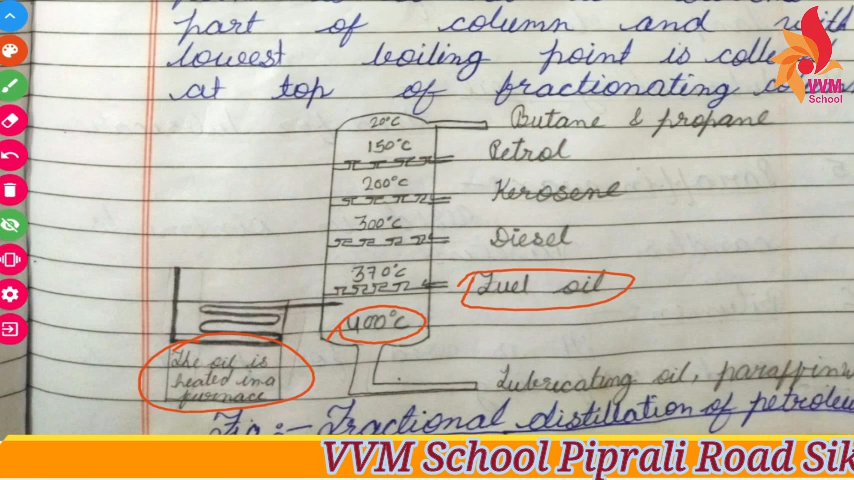 part of column and with
lowest boiling point is
at top of fractionating
VVM
School
20°C Butane & propane
150°C Petrol
200°C Kerosene
300°C Diesel
370°C Fuel oil
400°C
The oil is
heated in a
furnace
Lubricating oil, paraffin
Fig :- Fractional distillation of petroleu
VVM School Piprali Road Sik